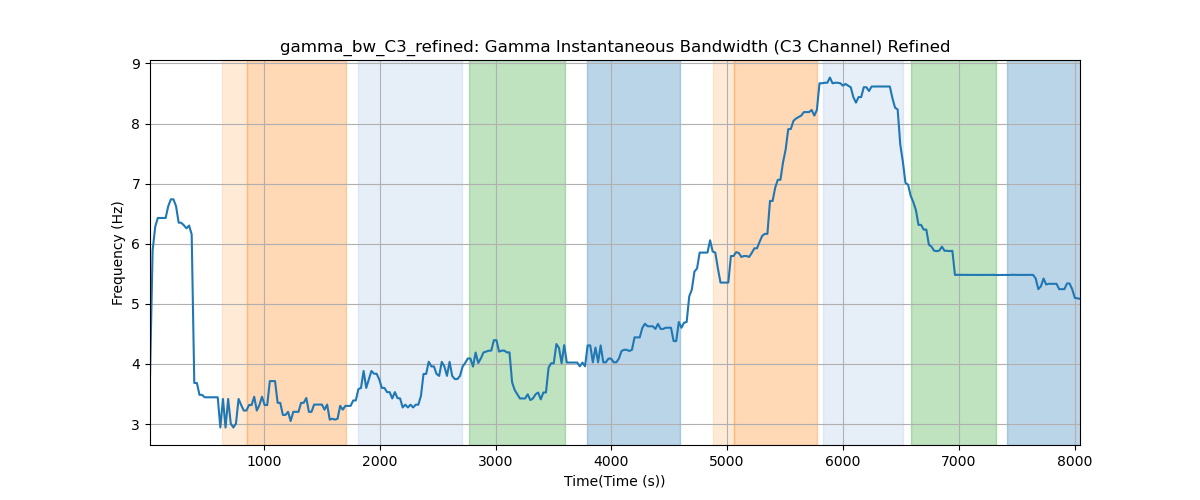 gamma_bw_C3_refined: Gamma Instantaneous Bandwidth (C3 Channel) Refined
Frequency (Hz)
9
8
7
6
5
4
3
1000 2000 3000 4000 5000 6000 7000 8000
Time(Time (s))